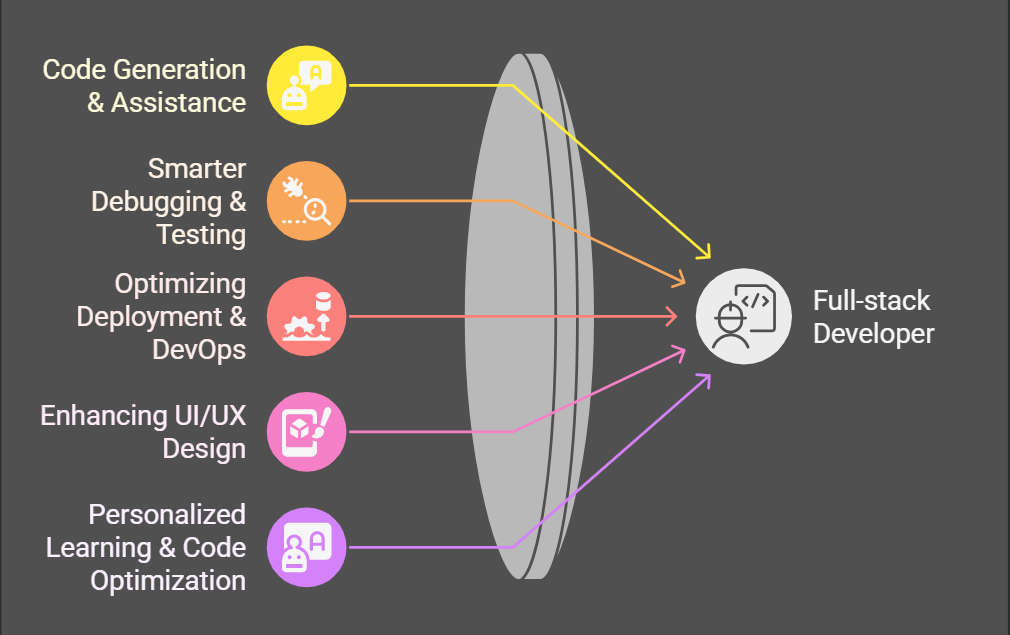 Code Generation
& Assistance
Smarter
Debugging &
Testing
Optimizing
Deployment &
DevOps
Enhancing UI/UX
Design
Personalized
Learning & Code
Optimization
A
</>
A
Full-stack
Developer